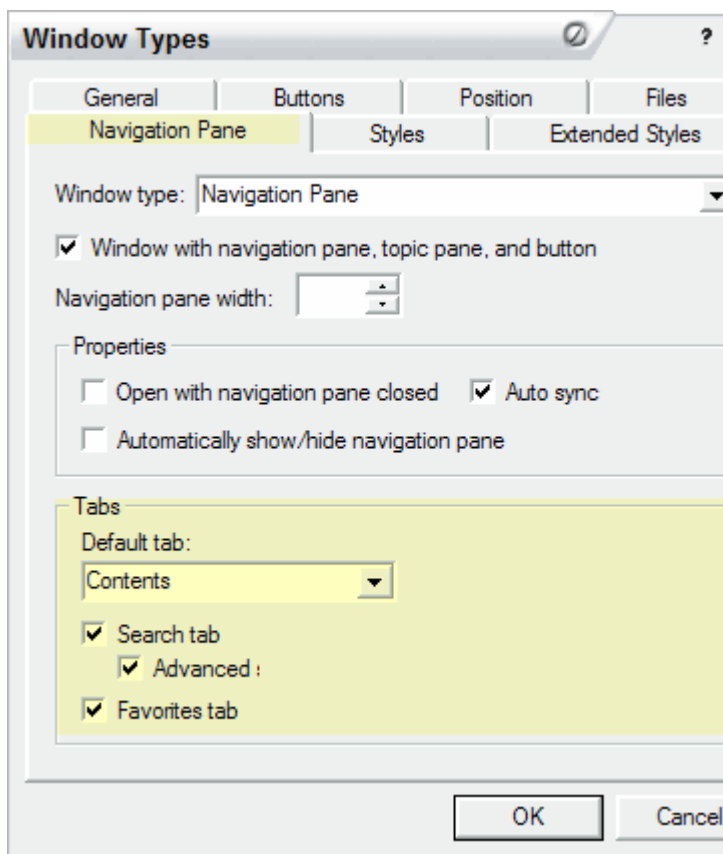 Window Types ?
General Buttons Position Files
Navigation Pane Styles Extended Styles
Window type: Navigation Pane
Window with navigation pane, topic pane, and button
Navigation pane width:
Properties
Open with navigation pane closed Auto sync
Automatically show/hide navigation pane
Tabs
Default tab:
Contents
Search tab
Advanced
Favorites tab
OK Cancel